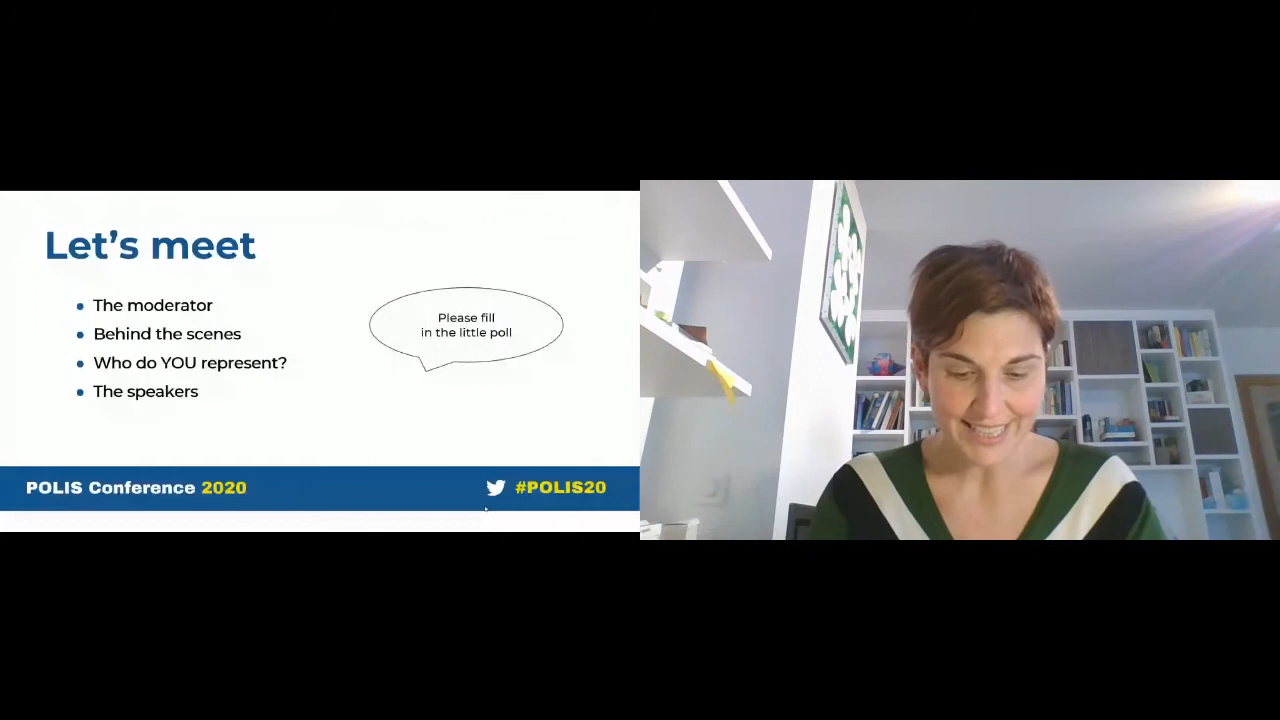 Let's meet
The moderator
Behind the scenes
Who do YOU represent?
The speakers
Please fill
in the little poll
POLIS Conference 2020
#POLIS20